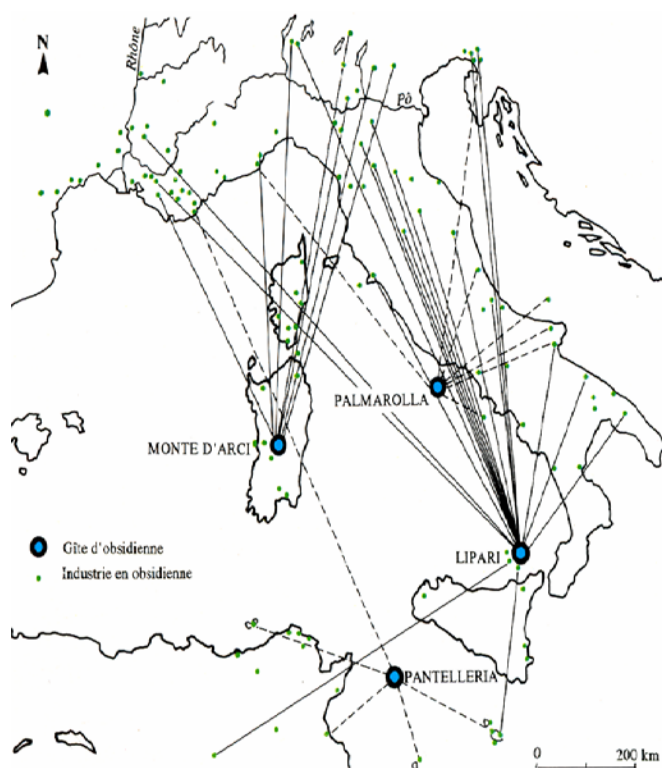 N
Rhône
Pô
PALMAROLLA
MONTE D'ARCI
Gîte d'obsidienne
LIPARI
Industrie en obsidienne
PANTELLERIA
0 200 km